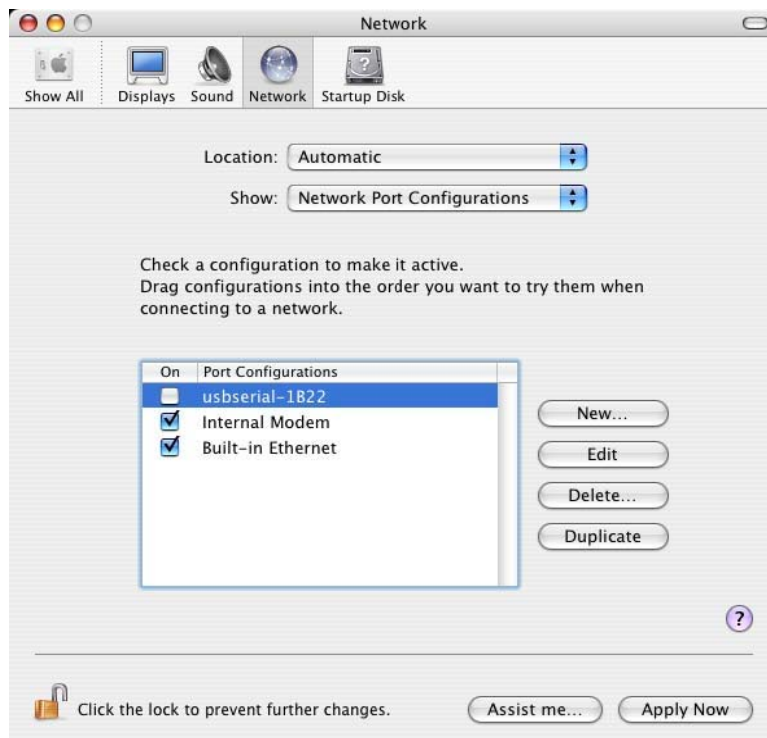 Network
Show All
Displays
Sound
Network
Startup Disk
Location: Automatic
Show: Network Port Configurations
Check a configuration to make it active.
Drag configurations into the order you want to try them when
connecting to a network.
On Port Configurations
usbserial-1B22
Internal Modem
Built-in Ethernet
New...
Edit
Delete...
Duplicate
?
Click the lock to prevent further changes.
Assist me...
Apply Now